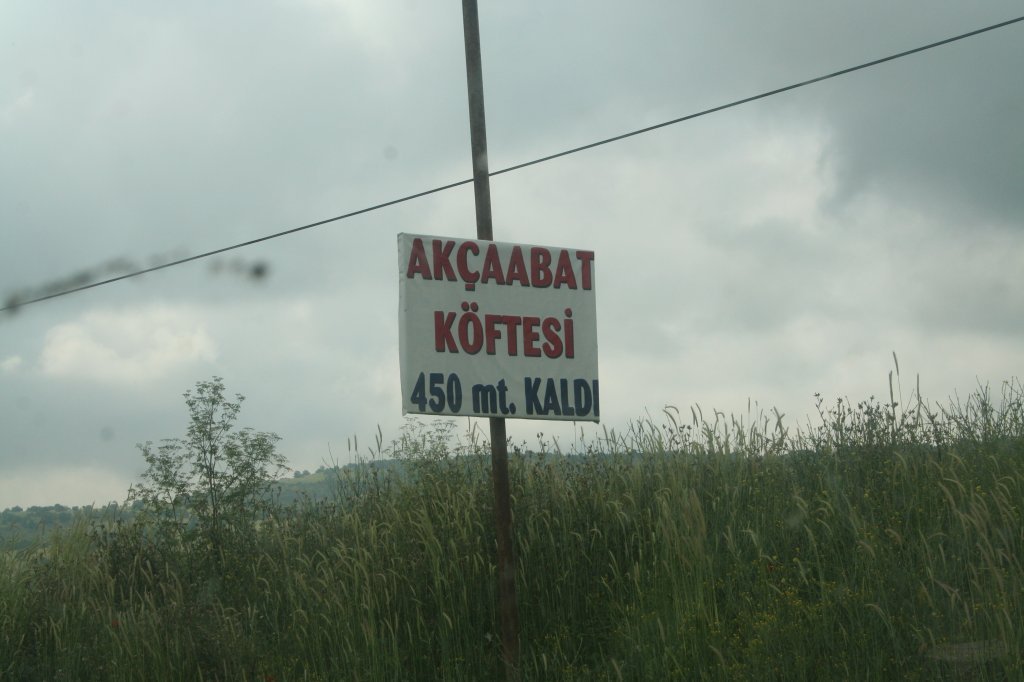 AKÇAABAT
KÖFTESİ
450 mt. KALDI